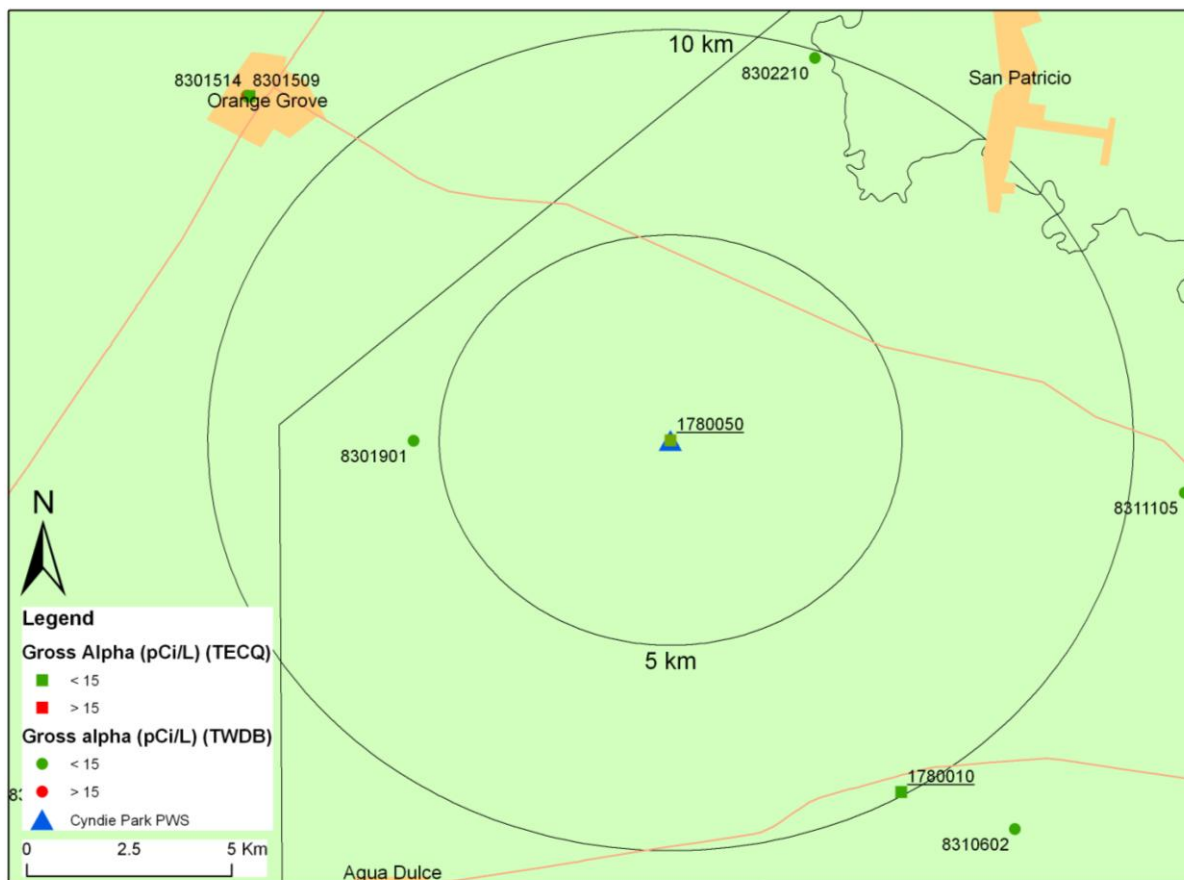 10 km
8302210
San Patricio
8301514 8301509
Orange Grove
1780050
8301901
8311105
N
5 km
Legend
Gross Alpha (pCi/L) (TECQ)
< 15
> 15
Gross alpha (pCi/L) (TWDB)
< 15
> 15
Cyndie Park PWS
0 2.5 5 Km
1780010
8310602
Agua Dulce